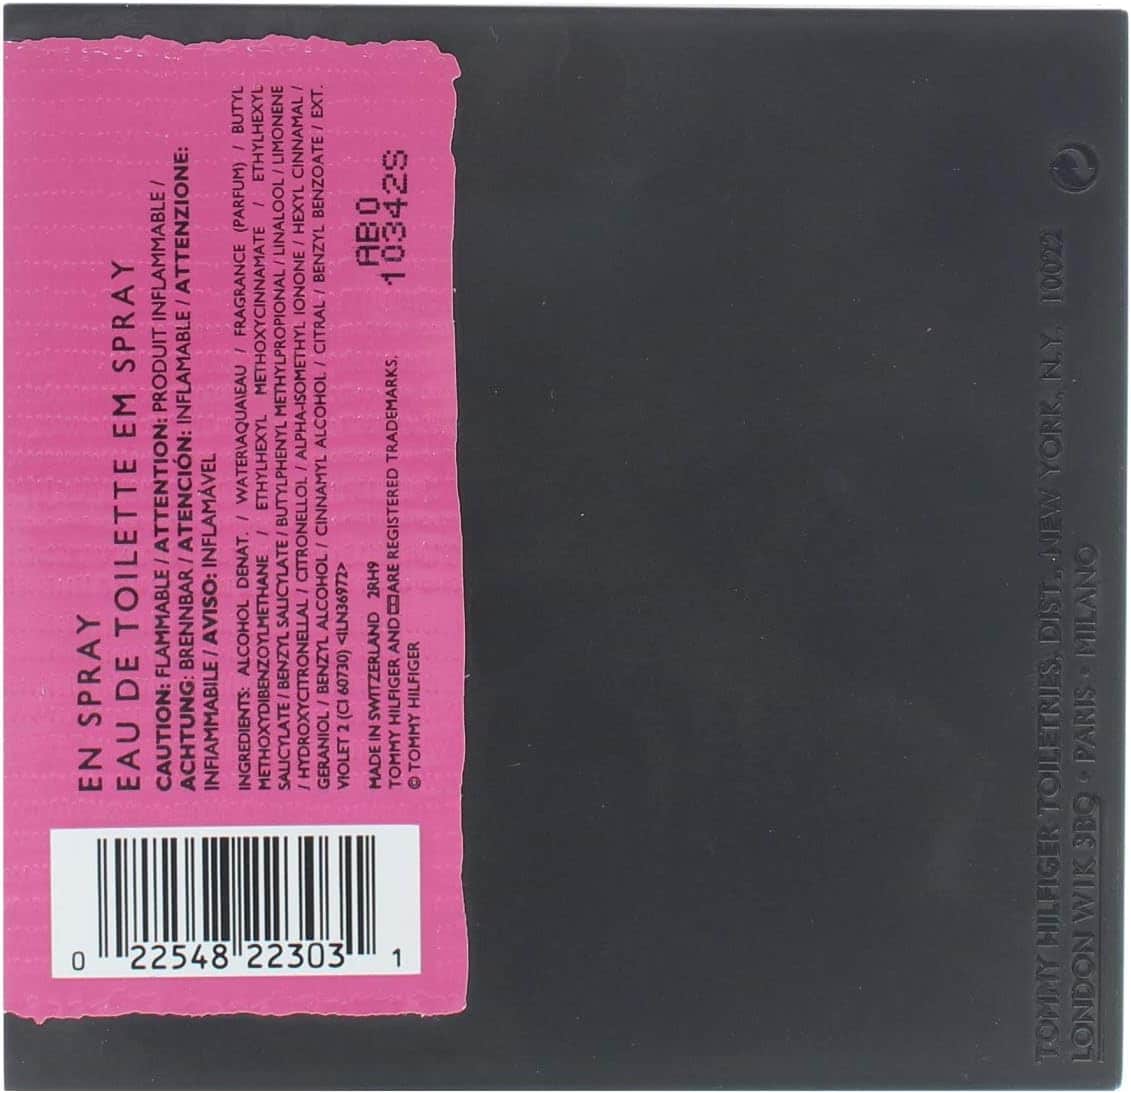 EN SPRAY
EAU DE TOILETTE EM SPRAY
CAUTION: FLAMMABLE / ATTENTION: PRODUIT INFLAMMABLE /
ACHTUNG: BRENNBAR / ATENCIÓN: INFLAMABLE / ATTENZIONE:
INFIAMMABILE / AVISO: INFLAMÁVEL
INGREDIENTS: ALCOHOL DENAT. / WATER\AQUA\EAU / FRAGRANCE (PARFUM) / BUTYL
METHOXYDIBENZOYLMETHANE / ETHYLHEXYL METHOXYCINNAMATE / ETHYLHEXYL
SALICYLATE / BENZYL SALICYLATE / BUTYLPHENYL METHYLPROPIONAL / LINALOOL / LIMONENE
/ HYDROXYCITRONELLAL / CITRONELLOL / ALPHA-ISOMETHYL IONONE / HEXYL CINNAMAL /
GERANIOL / BENZYL ALCOHOL / CINNAMYL ALCOHOL / CITRAL / BENZYL BENZOATE / EXT.
VIOLET 2 (CI 60730) <ILN36972>
MADE IN SWITZERLAND 2RH9
TOMMY HILFIGER AND ARE REGISTERED TRADEMARKS.
© TOMMY HILFIGER
AB0
10342S
0 22548 22303 1
TOMMY HILFIGER TOILETRIES, DIST., NEW YORK, N.Y. 10022
LONDON W1K 3BQ • PARIS • MILANO